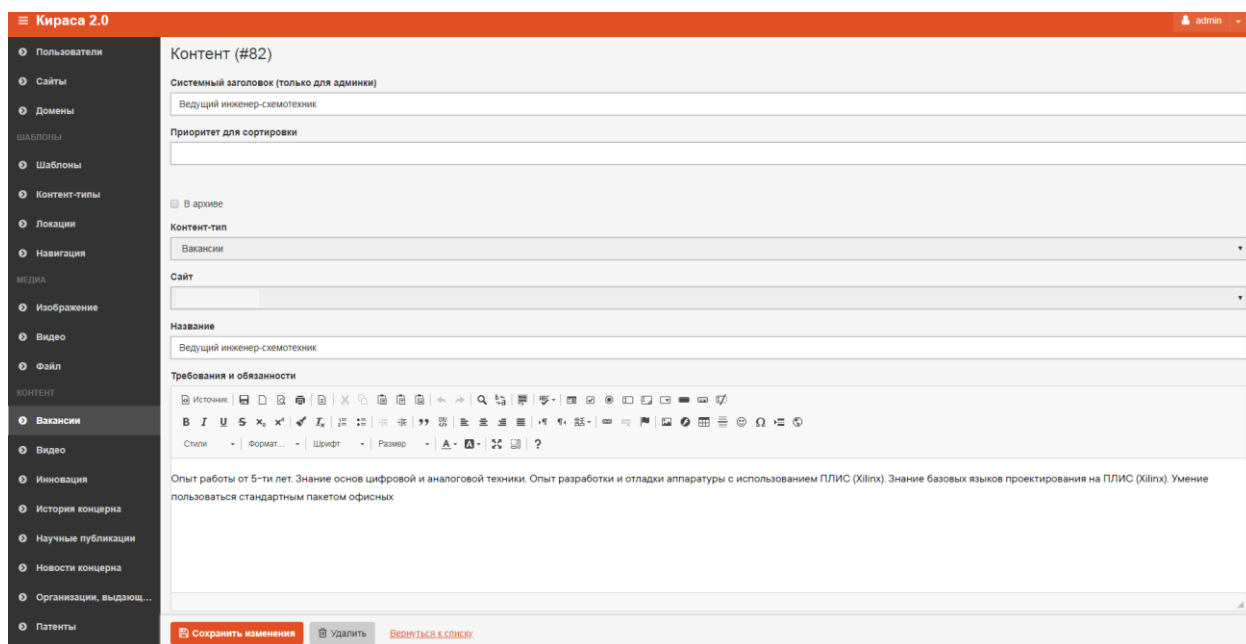 Кираса 2.0
admin
Пользователи
Сайты
Домены
ШАБЛОНЫ
Шаблоны
Контент-типы
Локации
Навигация
МЕДИА
Изображение
Видео
Файл
КОНТЕНТ
Вакансии
Видео
Инновация
История концерна
Научные публикации
Новости концерна
Организации, выдающ...
Патенты
Контент (#82)
Системный заголовок (только для админки)
Ведущий инженер-схемотехник
Приоритет для сортировки
В архиве
Контент-тип
Вакансии
Сайт
Название
Ведущий инженер-схемотехник
Требования и обязанности
Источник
Стили Формат... Шрифт Размер
Опыт работы от 5-ти лет. Знание основ цифровой и аналоговой техники. Опыт разработки и отладки аппаратуры с использованием ПЛИС (Xilinx). Знание базовых языков проектирования на ПЛИС (Xilinx). Умение
пользоваться стандартным пакетом офисных
Сохранить изменения Удалить Вернуться к списку